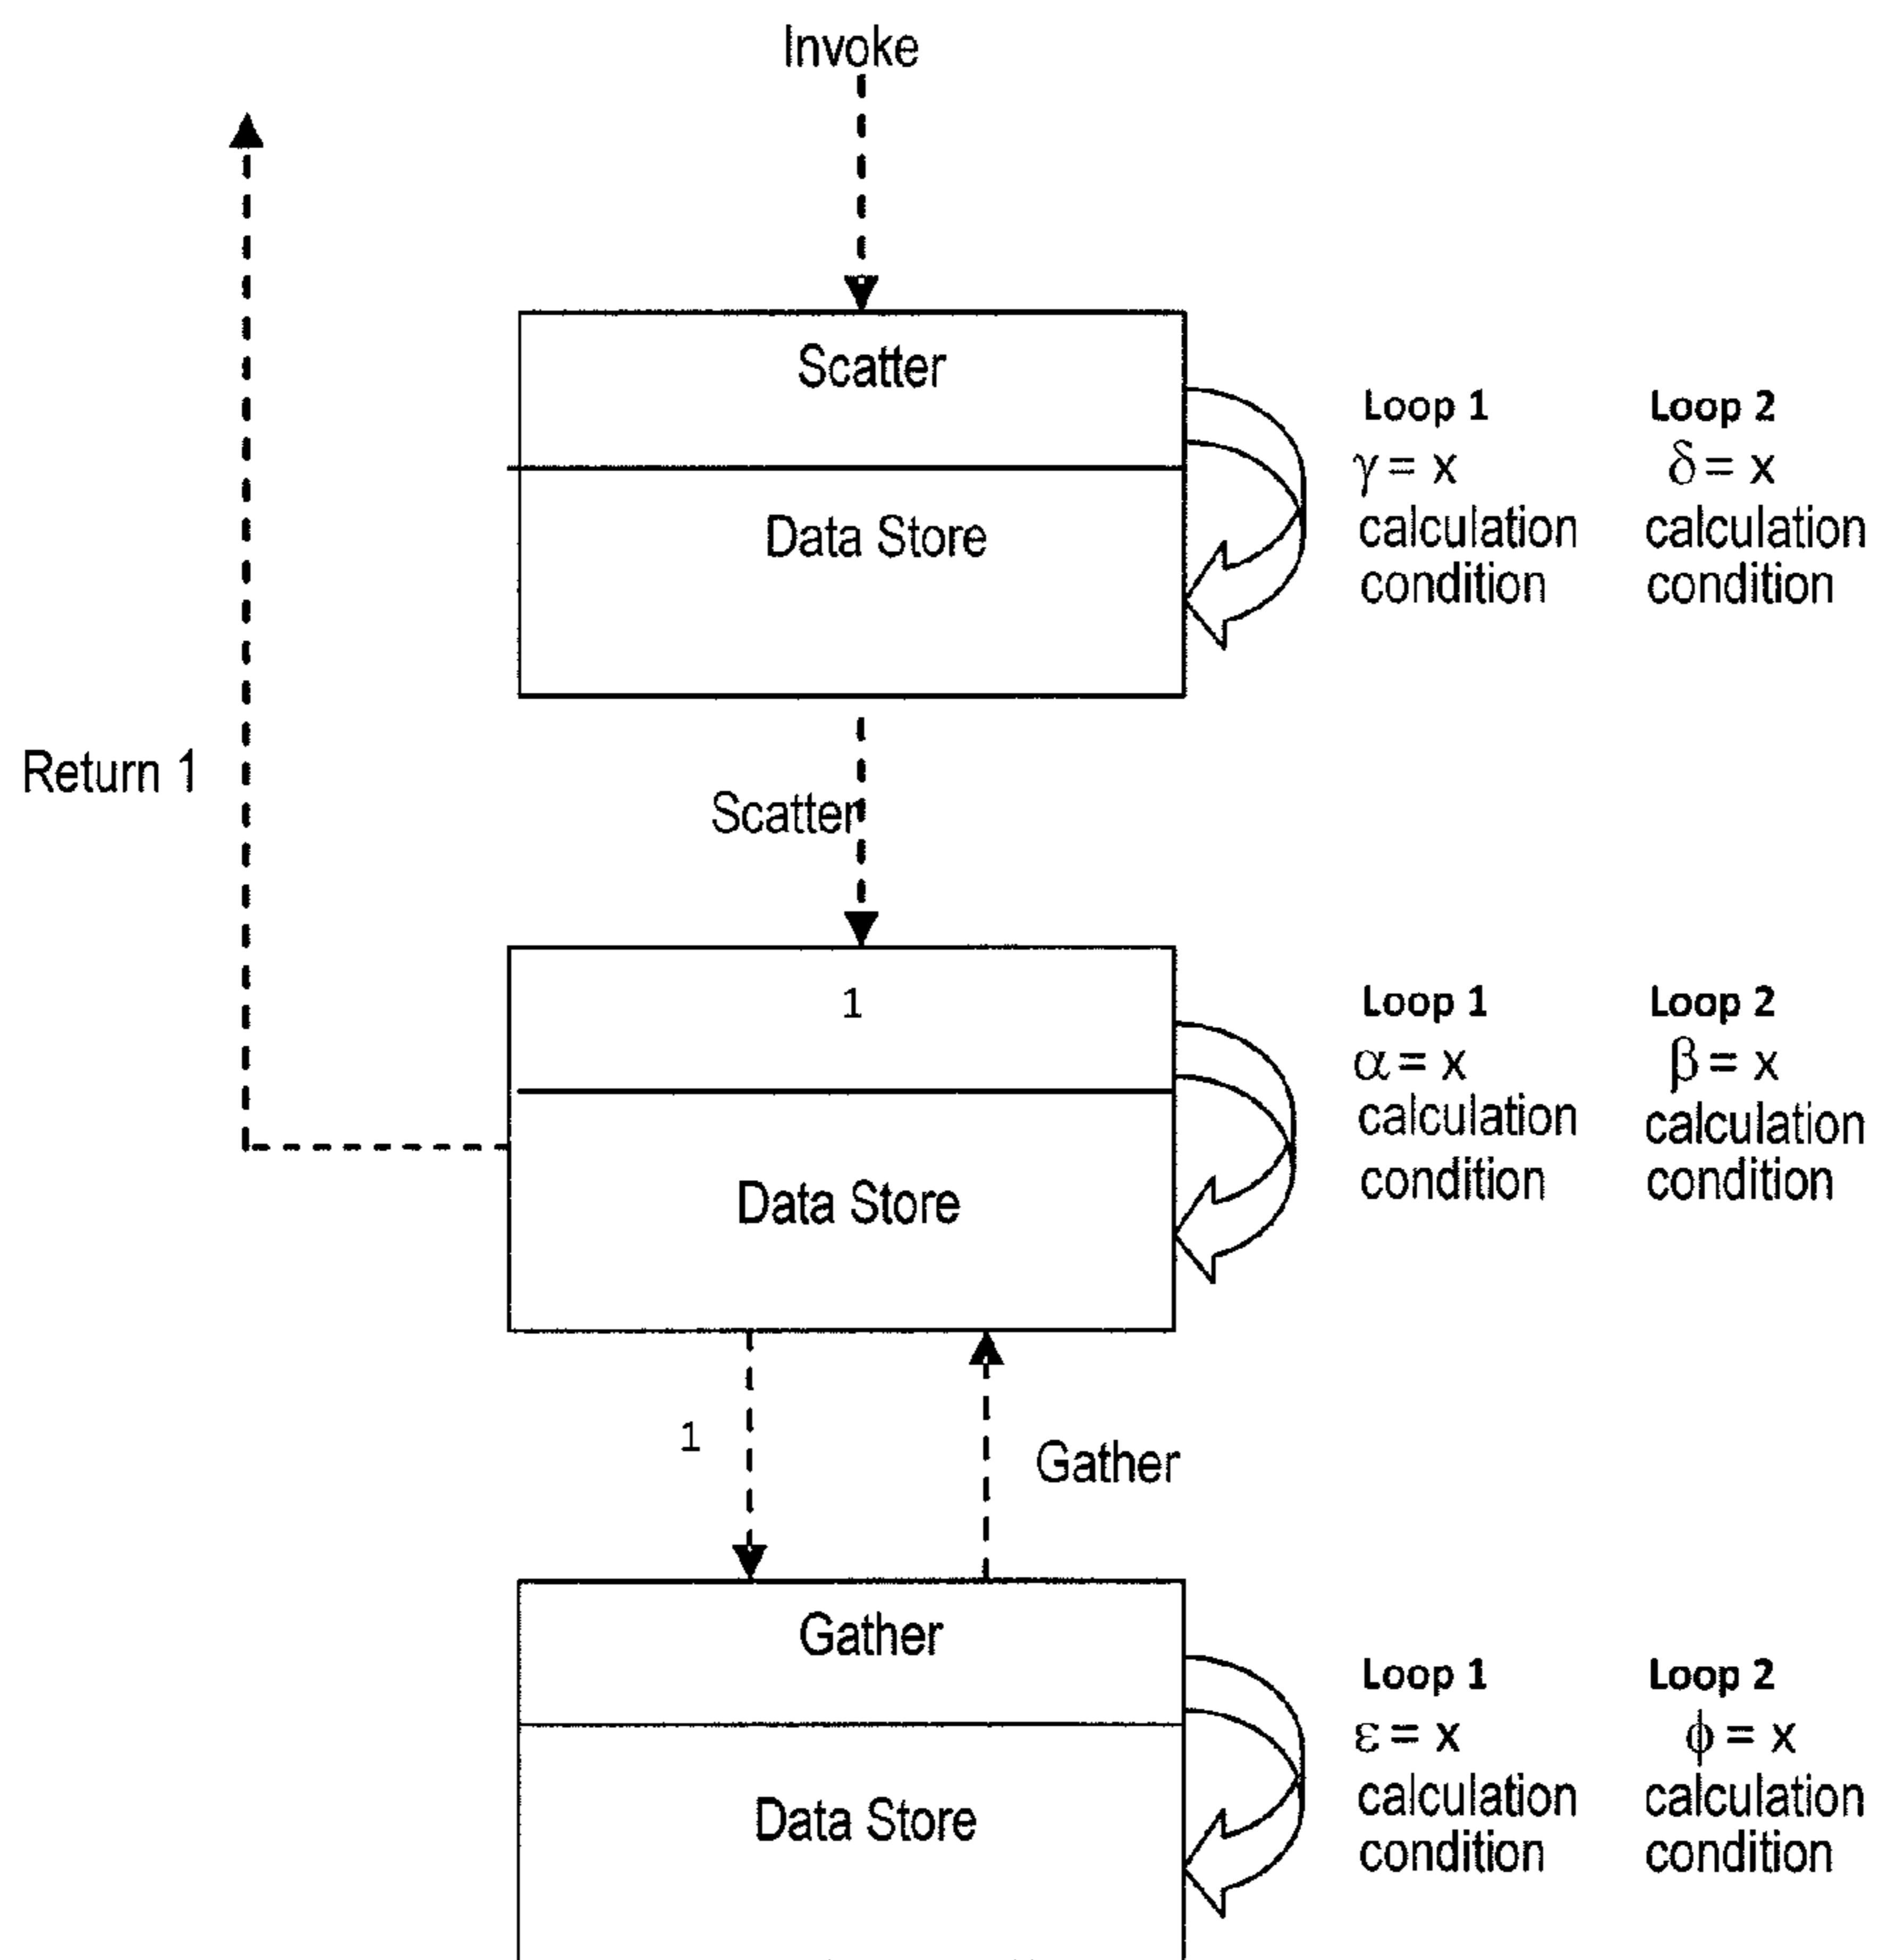 Invoke
Scatter
Data Store
Loop 1
γ = x
calculation
condition
Loop 2
δ = x
calculation
condition
Return 1
Scatter
1
Data Store
Loop 1
α = x
calculation
condition
Loop 2
β = x
calculation
condition
1
Gather
Gather
Data Store
Loop 1
ε = x
calculation
condition
Loop 2
ϕ = x
calculation
condition